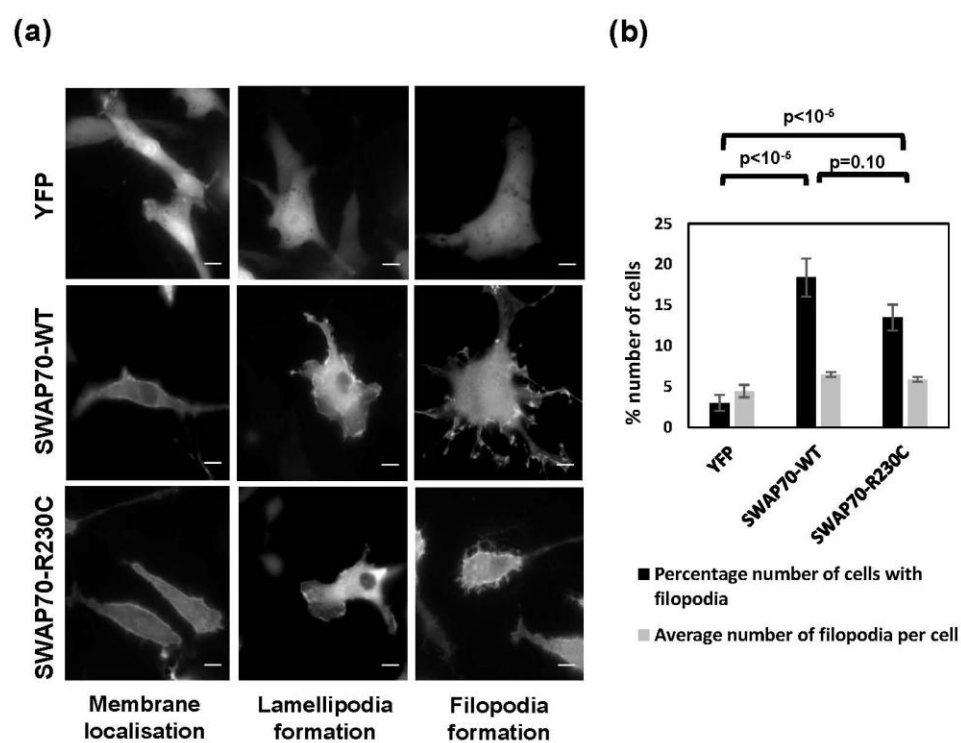 (a)
YFP
SWAP70-WT
SWAP70-R230C
Membrane
localisation
Lamellipodia
formation
Filopodia
formation
(b)
p<10⁻⁵
p<10⁻⁵
p=0.10
% number of cells
25
20
15
10
5
0
YFP
SWAP70-WT
SWAP70-R230C
Percentage number of cells with
filopodia
Average number of filopodia per cell